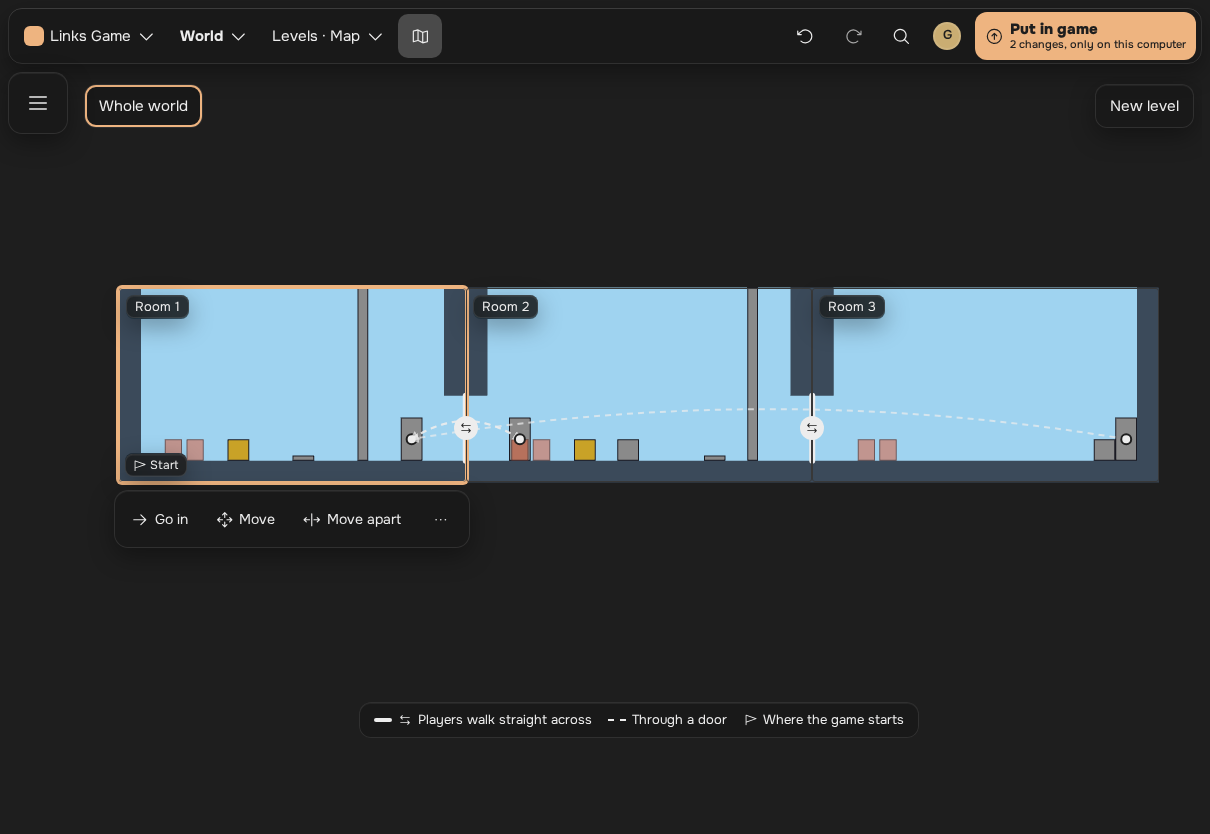 Links Game
World
Levels · Map
G
Put in game
2 changes, only on this computer
Whole world
New level
Room 1
Room 2
Room 3
Start
Go in
Move
Move apart
···
Players walk straight across
Through a door
Where the game starts